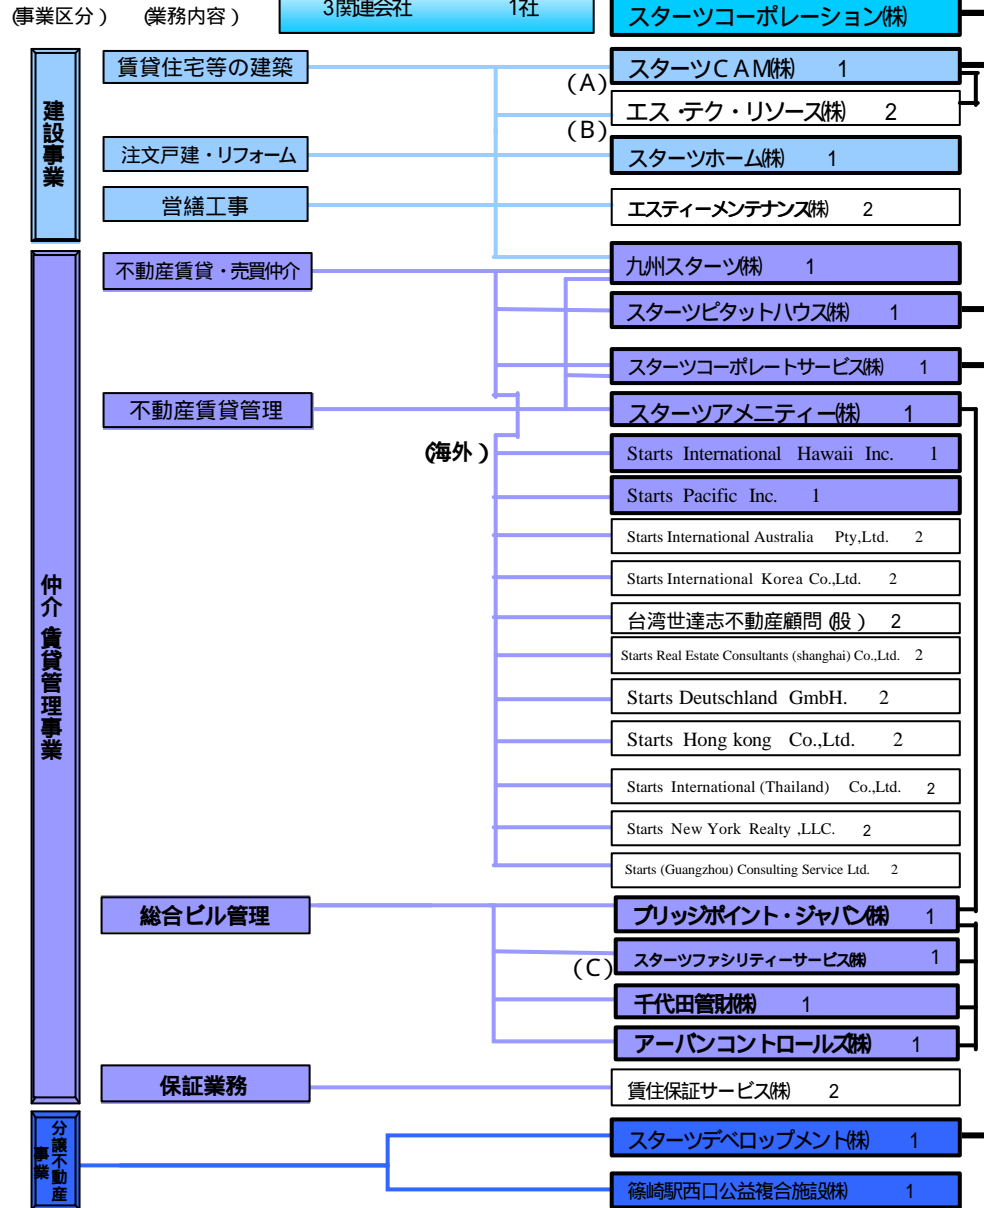 (事業区分) (業務内容)
3関連会社 1社
スターツコーポレーション㈱
建設事業
賃貸住宅等の建築
(A)
スターツCAM㈱ 1
エス・テク・リソース㈱ 2
(B)
注文戸建・リフォーム
スターツホーム㈱ 1
営繕工事
エスティーメンテナンス㈱ 2
仲介・賃貸管理事業
不動産賃貸・売買仲介
九州スターツ㈱ 1
スターツピタットハウス㈱ 1
スターツコーポレートサービス㈱ 1
不動産賃貸管理
スターツアメニティー㈱ 1
(海外)
Starts International Hawaii Inc. 1
Starts Pacific Inc. 1
Starts International Australia Pty,Ltd. 2
Starts International Korea Co.,Ltd. 2
台湾世達志不動産顧問(股) 2
Starts Real Estate Consultants (shanghai) Co.,Ltd. 2
Starts Deutschland GmbH. 2
Starts Hong kong Co.,Ltd. 2
Starts International (Thailand) Co.,Ltd. 2
Starts New York Realty ,LLC. 2
Starts (Guangzhou) Consulting Service Ltd. 2
総合ビル管理
ブリッジポイント・ジャパン㈱ 1
(C)
スターツファシリティーサービス㈱ 1
千代田管財㈱ 1
アーバンコントロールズ㈱ 1
保証業務
賃住保証サービス㈱ 2
分譲不動産事業
スターツデベロップメント㈱ 1
篠崎駅西口公益複合施設㈱ 1